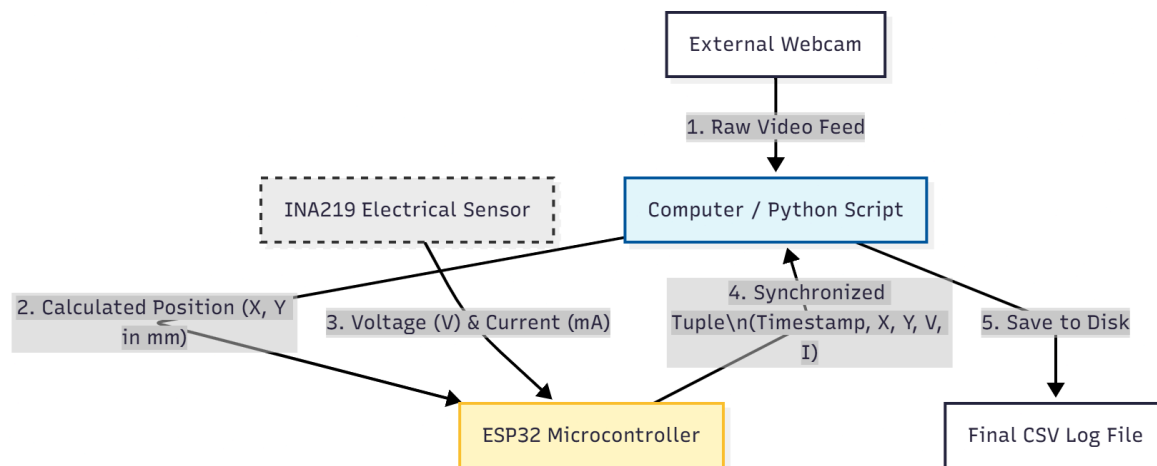 External Webcam
1. Raw Video Feed
INA219 Electrical Sensor
Computer / Python Script
2. Calculated Position (X, Y
in mm)
3. Voltage (V) & Current (mA)
4. Synchronized
Tuple\n(Timestamp, X, Y, V,
I)
5. Save to Disk
ESP32 Microcontroller
Final CSV Log File